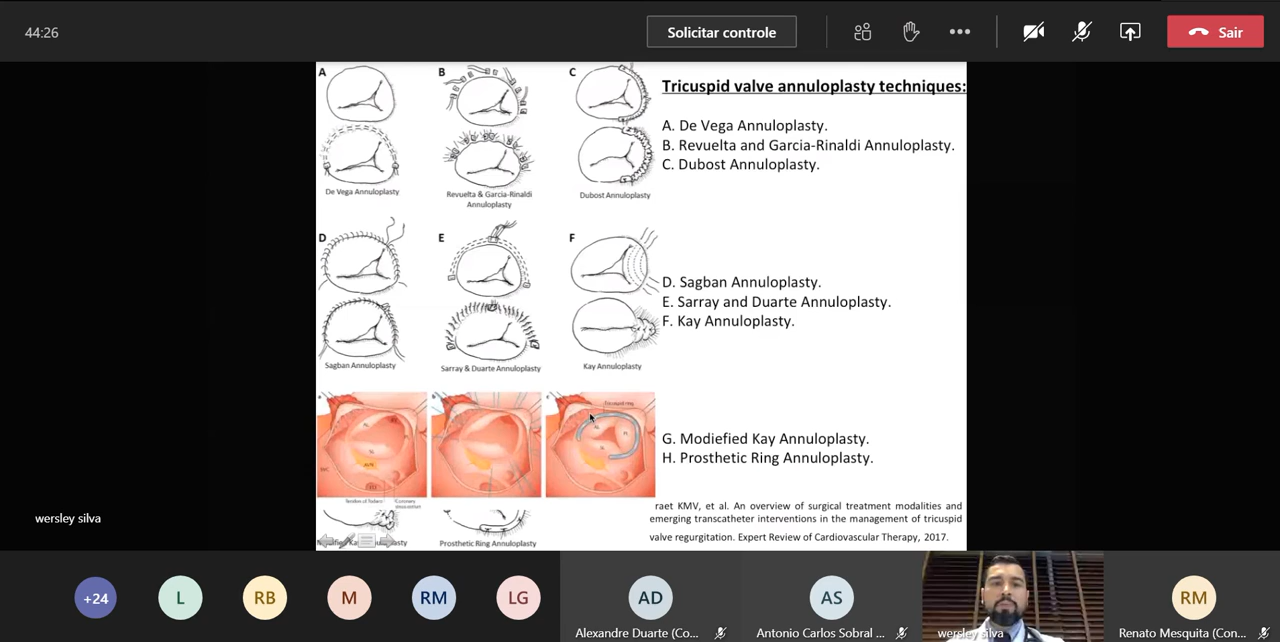 44:26
Solicitar controle
Sair
A
B
C
Tricuspid valve annuloplasty techniques:
A. De Vega Annuloplasty.
B. Revuelta and Garcia-Rinaldi Annuloplasty.
C. Dubost Annuloplasty.
De Vega Annuloplasty
Revuelta & Garcia-Rinaldi
Annuloplasty
Dubost Annuloplasty
D
E
F
D. Sagban Annuloplasty.
E. Sarray and Duarte Annuloplasty.
F. Kay Annuloplasty.
Sagban Annuloplasty
Sarray & Duarte Annuloplasty
Kay Annuloplasty
Tricuspid ring
G. Modiefied Kay Annuloplasty.
H. Prosthetic Ring Annuloplasty.
raet KMV, et al. An overview of surgical treatment modalities and
emerging transcatheter interventions in the management of tricuspid
valve regurgitation. Expert Review of Cardiovascular Therapy, 2017.
wersley silva
Prosthetic Ring Annuloplasty
+24
L
RB
M
RM
LG
AD
AS
RM
Alexandre Duarte (Co...
Antonio Carlos Sobral ...
wersley silva
Renato Mesquita (Con...